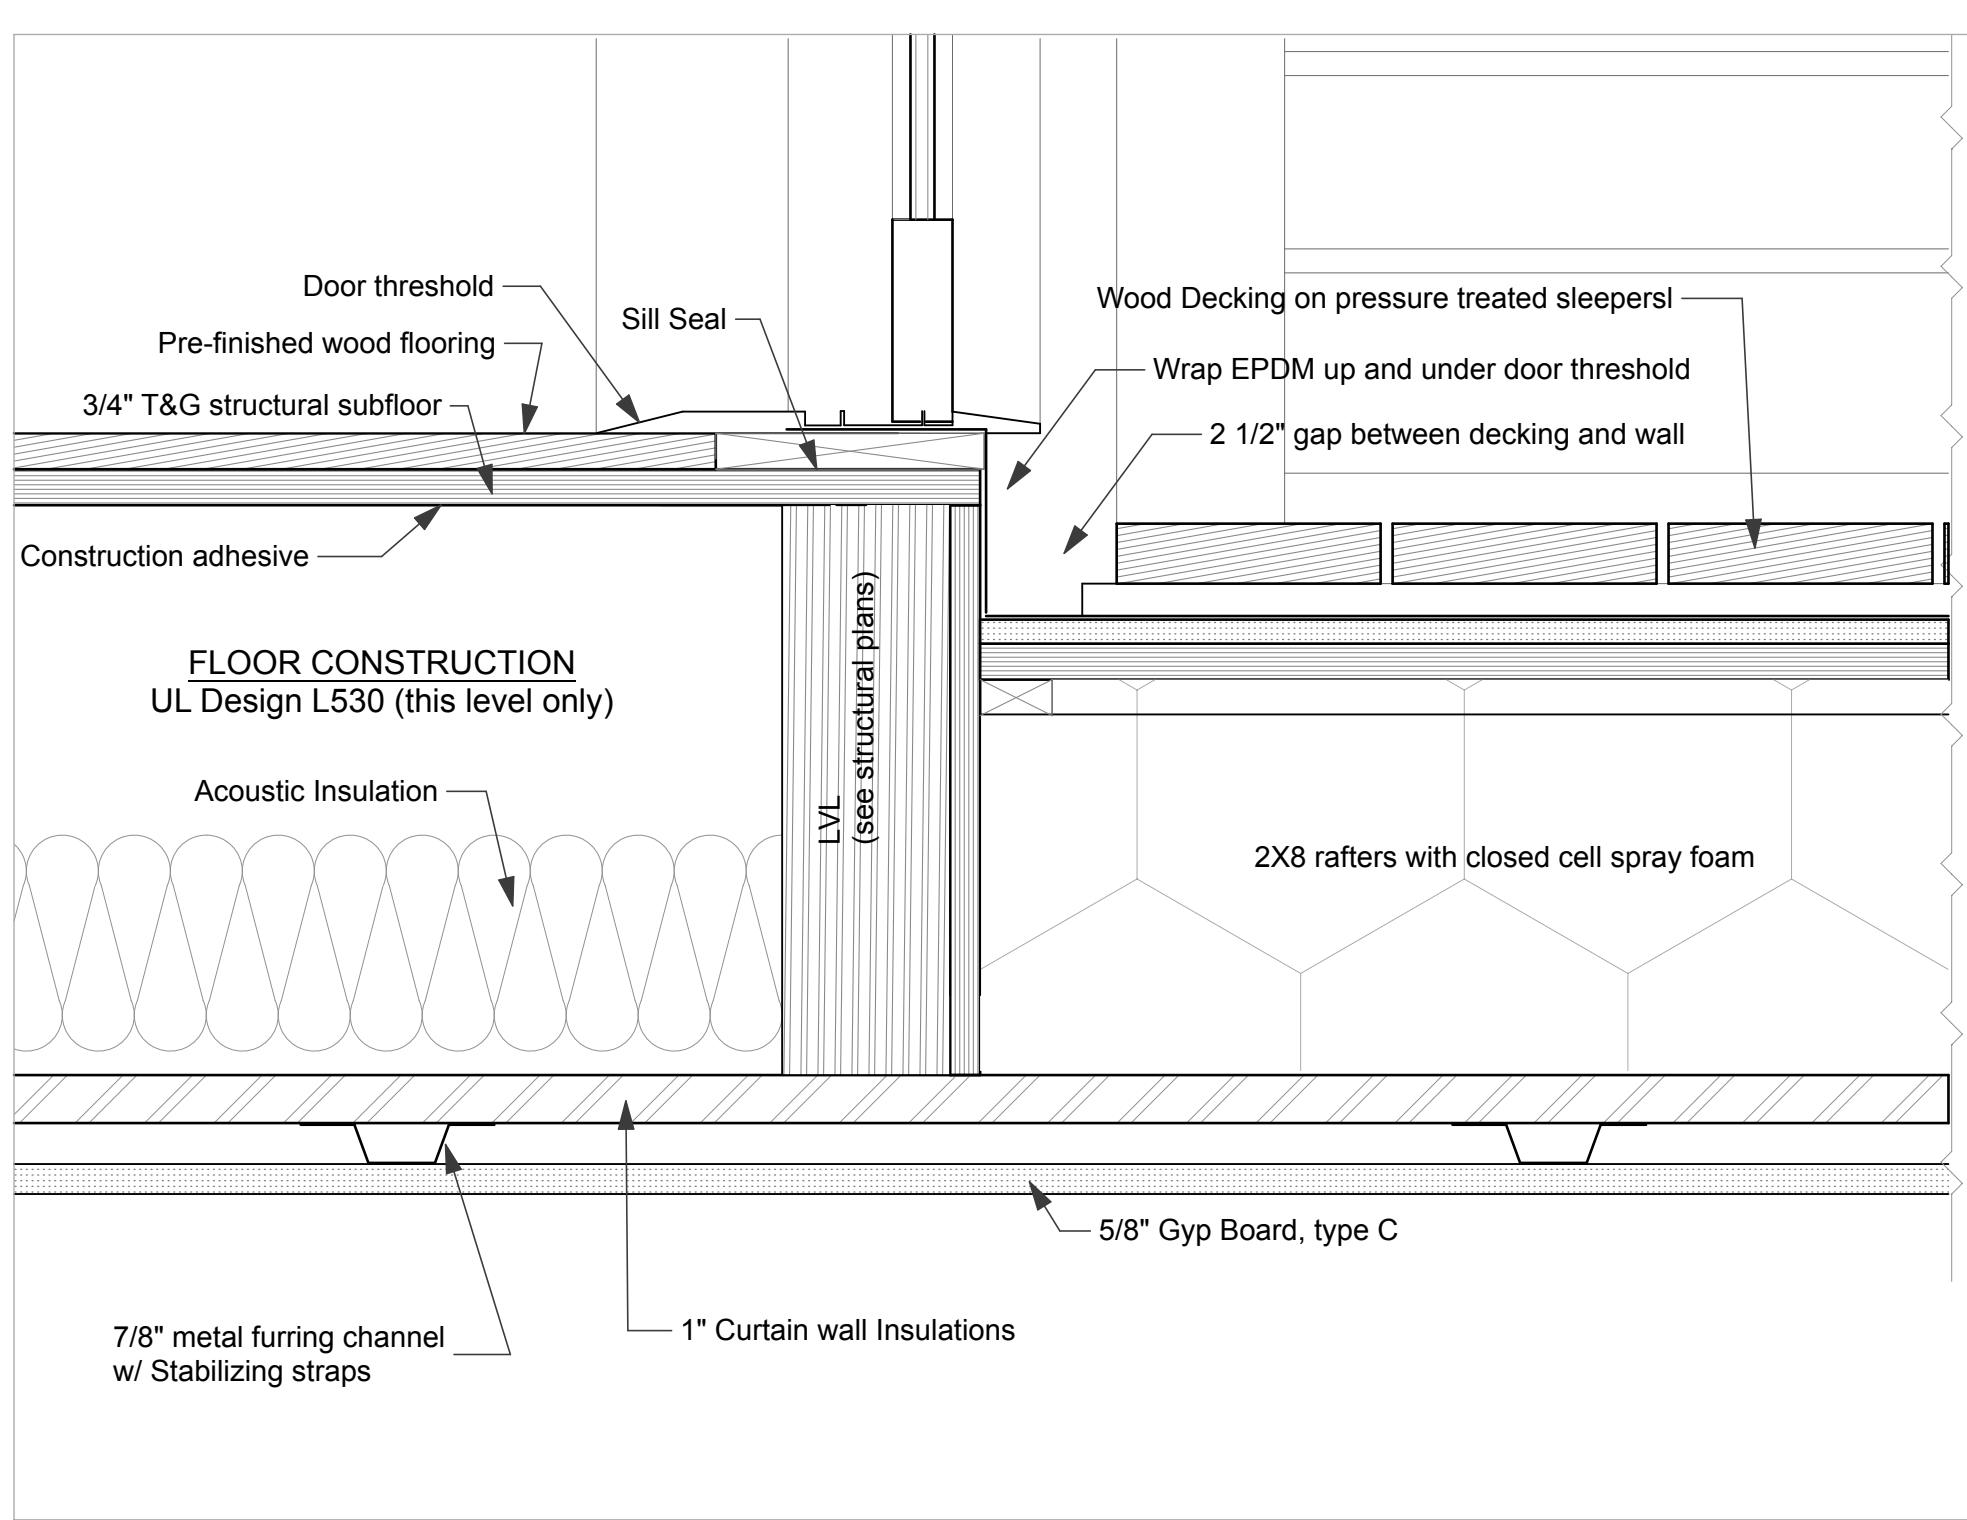 Door threshold
Sill Seal
Wood Decking on pressure treated sleepersl
Pre-finished wood flooring
Wrap EPDM up and under door threshold
3/4" T&G structural subfloor
2 1/2" gap between decking and wall
Construction adhesive
FLOOR CONSTRUCTION
UL Design L530 (this level only)
LVL
(see structural plans)
Acoustic Insulation
2X8 rafters with closed cell spray foam
5/8" Gyp Board, type C
7/8" metal furring channel
w/ Stabilizing straps
1" Curtain wall Insulations